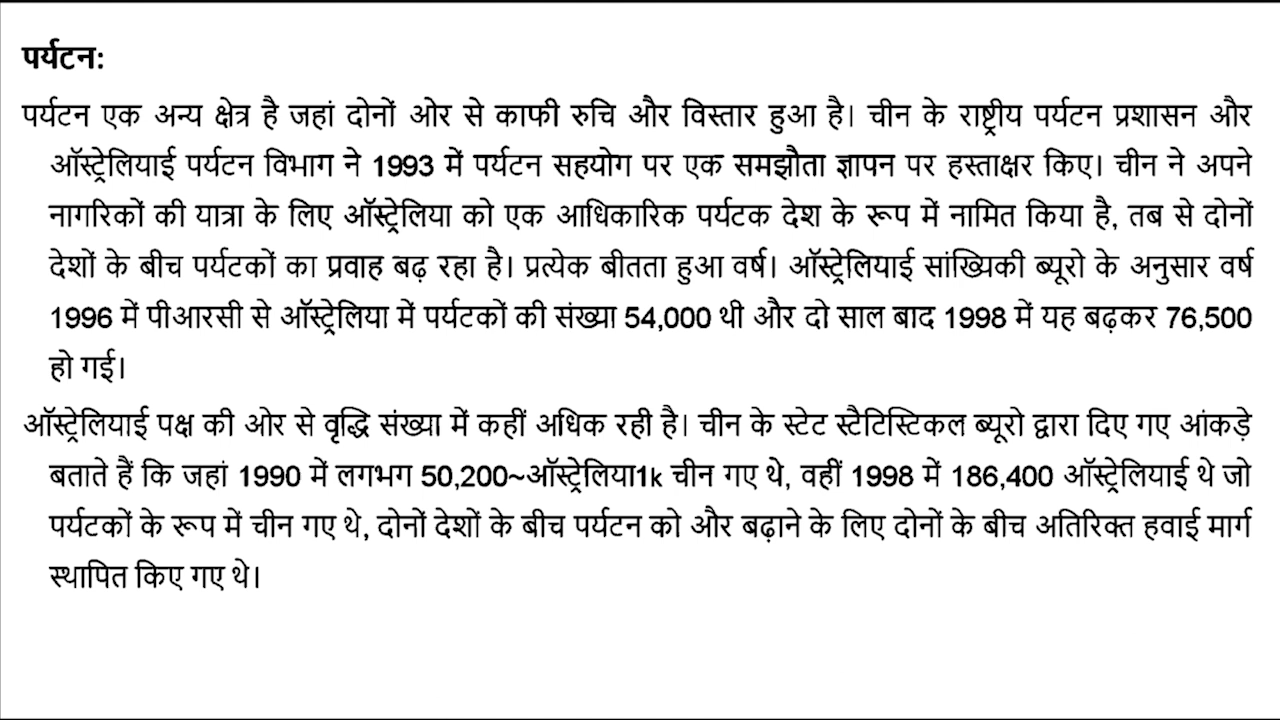 पर्यटन:
पर्यटन एक अन्य क्षेत्र है जहां दोनों ओर से काफी रुचि और विस्तार हुआ है। चीन के राष्ट्रीय पर्यटन प्रशासन और
ऑस्ट्रेलियाई पर्यटन विभाग ने 1993 में पर्यटन सहयोग पर एक समझौता ज्ञापन पर हस्ताक्षर किए। चीन ने अपने
नागरिकों की यात्रा के लिए ऑस्ट्रेलिया को एक आधिकारिक पर्यटक देश के रूप में नामित किया है, तब से दोनों
देशों के बीच पर्यटकों का प्रवाह बढ़ रहा है। प्रत्येक बीतता हुआ वर्ष। ऑस्ट्रेलियाई सांख्यिकी ब्यूरो के अनुसार वर्ष
1996 में पीआरसी से ऑस्ट्रेलिया में पर्यटकों की संख्या 54,000 थी और दो साल बाद 1998 में यह बढ़कर 76,500
हो गई।
ऑस्ट्रेलियाई पक्ष की ओर से वृद्धि संख्या में कहीं अधिक रही है। चीन के स्टेट स्टैटिस्टिकल ब्यूरो द्वारा दिए गए आंकड़े
बताते हैं कि जहां 1990 में लगभग 50,200~ऑस्ट्रेलिया1k चीन गए थे, वहीं 1998 में 186,400 ऑस्ट्रेलियाई थे जो
पर्यटकों के रूप में चीन गए थे, दोनों देशों के बीच पर्यटन को और बढ़ाने के लिए दोनों के बीच अतिरिक्त हवाई मार्ग
स्थापित किए गए थे।